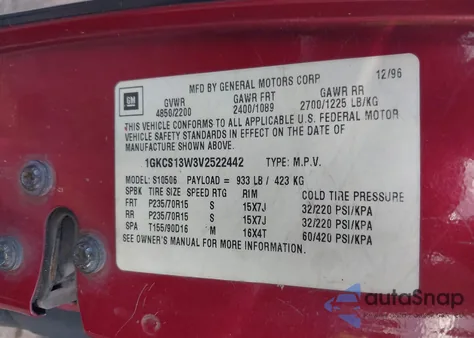 MFD BY GENERAL MOTORS CORP 12/96
GM
GVWR GAWR FRT GAWR RR
4850/2200 2400/1089 2700/1225 LB/KG
THIS VEHICLE CONFORMS TO ALL APPLICABLE U.S. FEDERAL MOTOR
VEHICLE SAFETY STANDARDS IN EFFECT ON THE DATE OF
MANUFACTURE SHOWN ABOVE.
1GKCS13W3V2522442 TYPE: M.P.V.
MODEL: S10506 PAYLOAD = 933 LB / 423 KG
SPBK TIRE SIZE SPEED RTG RIM COLD TIRE PRESSURE
FRT P235/70R15 S 15X7J 32/220 PSI/KPA
RR P235/70R15 S 15X7J 32/220 PSI/KPA
SPA T155/90D16 M 16X4T 60/420 PSI/KPA
SEE OWNER'S MANUAL FOR MORE INFORMATION.
autoSnap